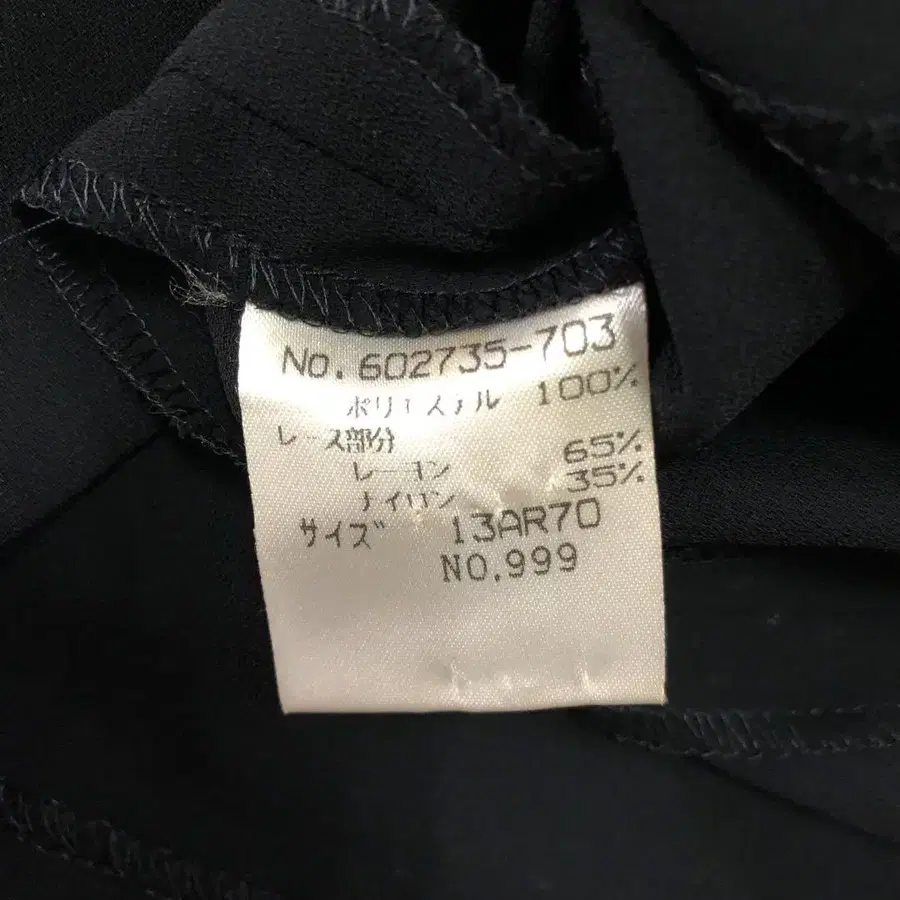 No.602735-703
ポリエステル 100%
レース部分
レーヨン 65%
ナイロン 35%
サイズ 13AR70
NO.999